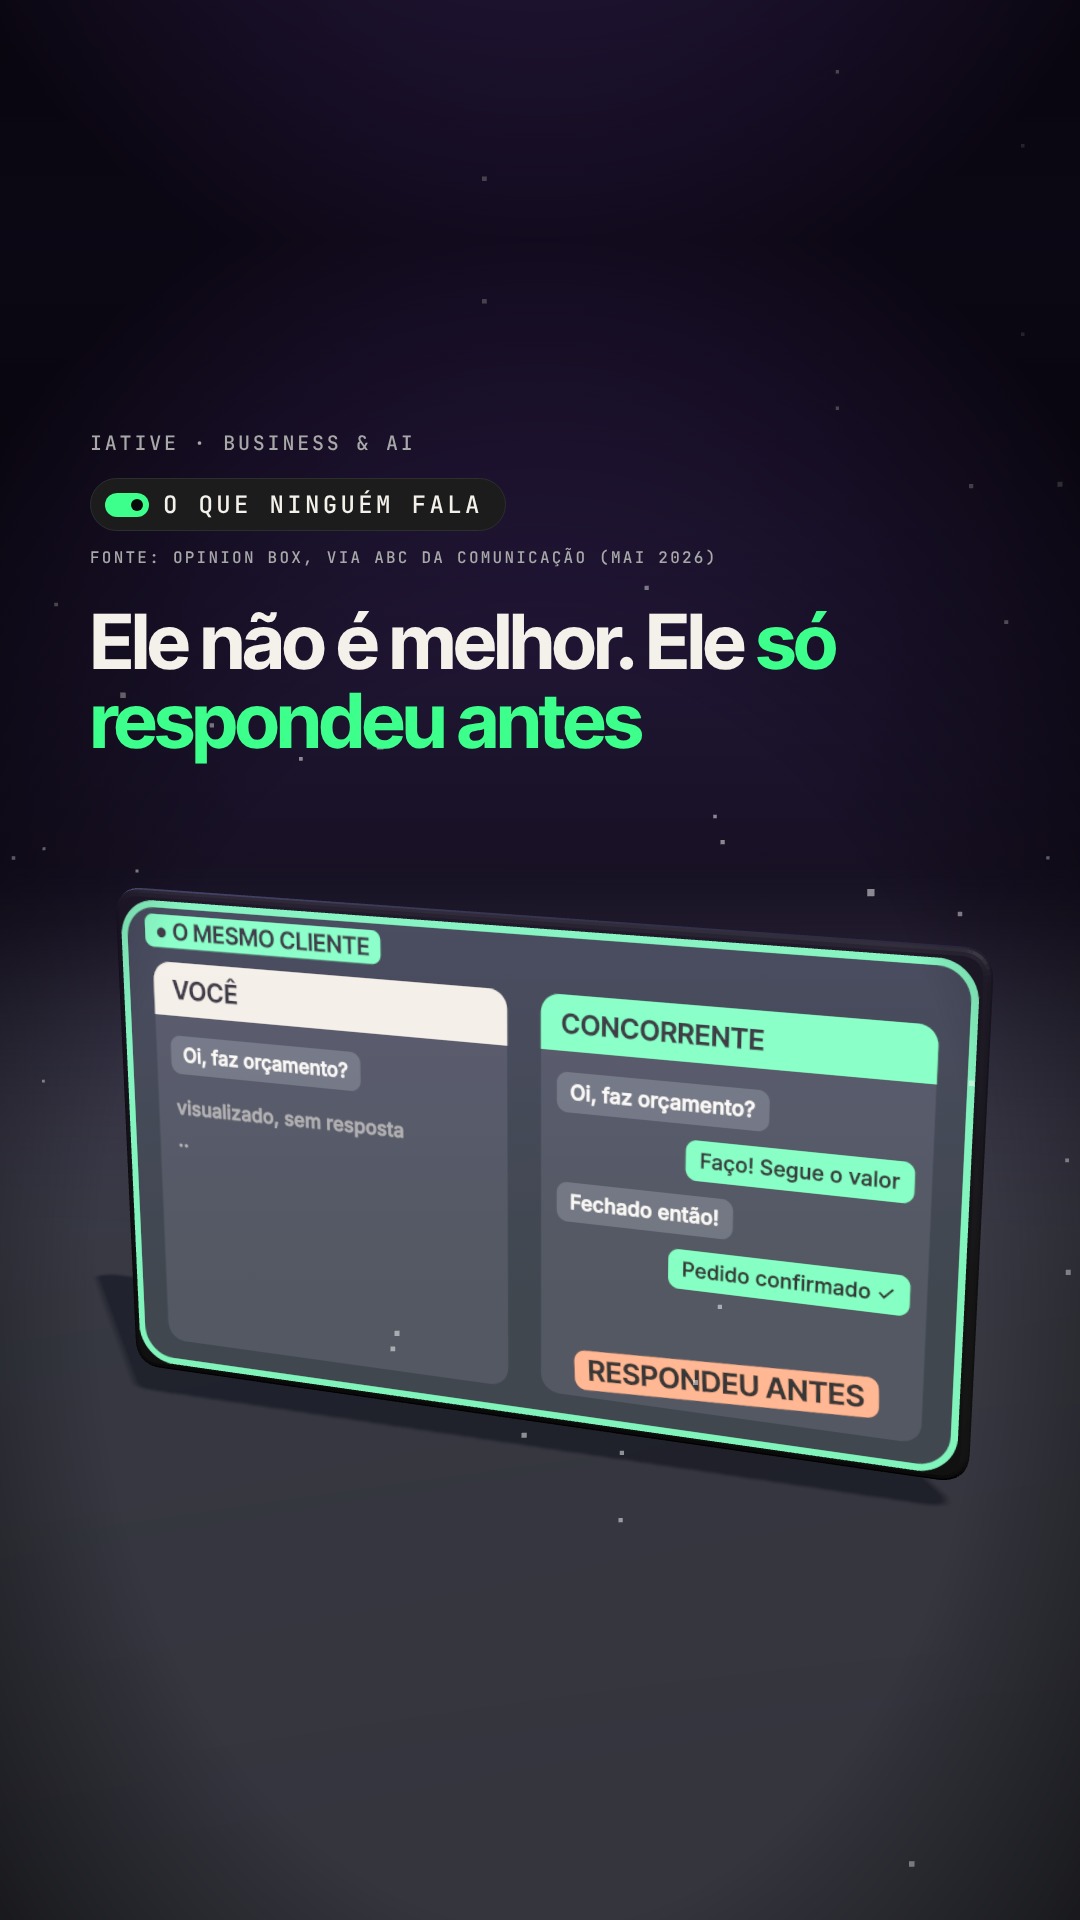 IATIVE · BUSINESS & AI
O QUE NINGUÉM FALA
FONTE: OPINION BOX, VIA ABC DA COMUNICAÇÃO (MAI 2026)
Ele não é melhor. Ele só
respondeu antes
• O MESMO CLIENTE
VOCÊ
Oi, faz orçamento?
visualizado, sem resposta
..
CONCORRENTE
Oi, faz orçamento?
Faço! Segue o valor
Fechado então!
Pedido confirmado ✓
RESPONDEU ANTES